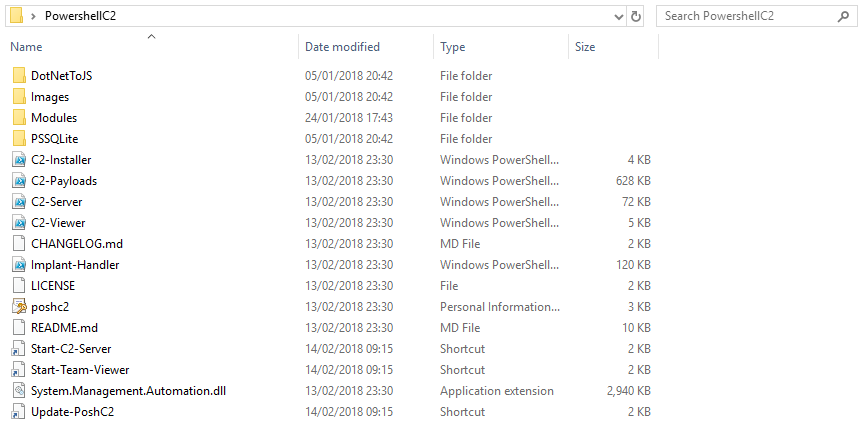 PowershellC2 Search PowershellC2
Name Date modified Type Size
DotNetToJS 05/01/2018 20:42 File folder
Images 05/01/2018 20:42 File folder
Modules 24/01/2018 17:43 File folder
PSSQLite 05/01/2018 20:42 File folder
C2-Installer 13/02/2018 23:30 Windows PowerShell... 4 KB
C2-Payloads 13/02/2018 23:30 Windows PowerShell... 628 KB
C2-Server 13/02/2018 23:30 Windows PowerShell... 72 KB
C2-Viewer 13/02/2018 23:30 Windows PowerShell... 5 KB
CHANGELOG.md 13/02/2018 23:30 MD File 2 KB
Implant-Handler 13/02/2018 23:30 Windows PowerShell... 120 KB
LICENSE 13/02/2018 23:30 File 2 KB
poshc2 13/02/2018 23:30 Personal Information... 3 KB
README.md 13/02/2018 23:30 MD File 10 KB
Start-C2-Server 14/02/2018 09:15 Shortcut 2 KB
Start-Team-Viewer 14/02/2018 09:15 Shortcut 2 KB
System.Management.Automation.dll 13/02/2018 23:30 Application extension 2,940 KB
Update-PoshC2 14/02/2018 09:15 Shortcut 2 KB